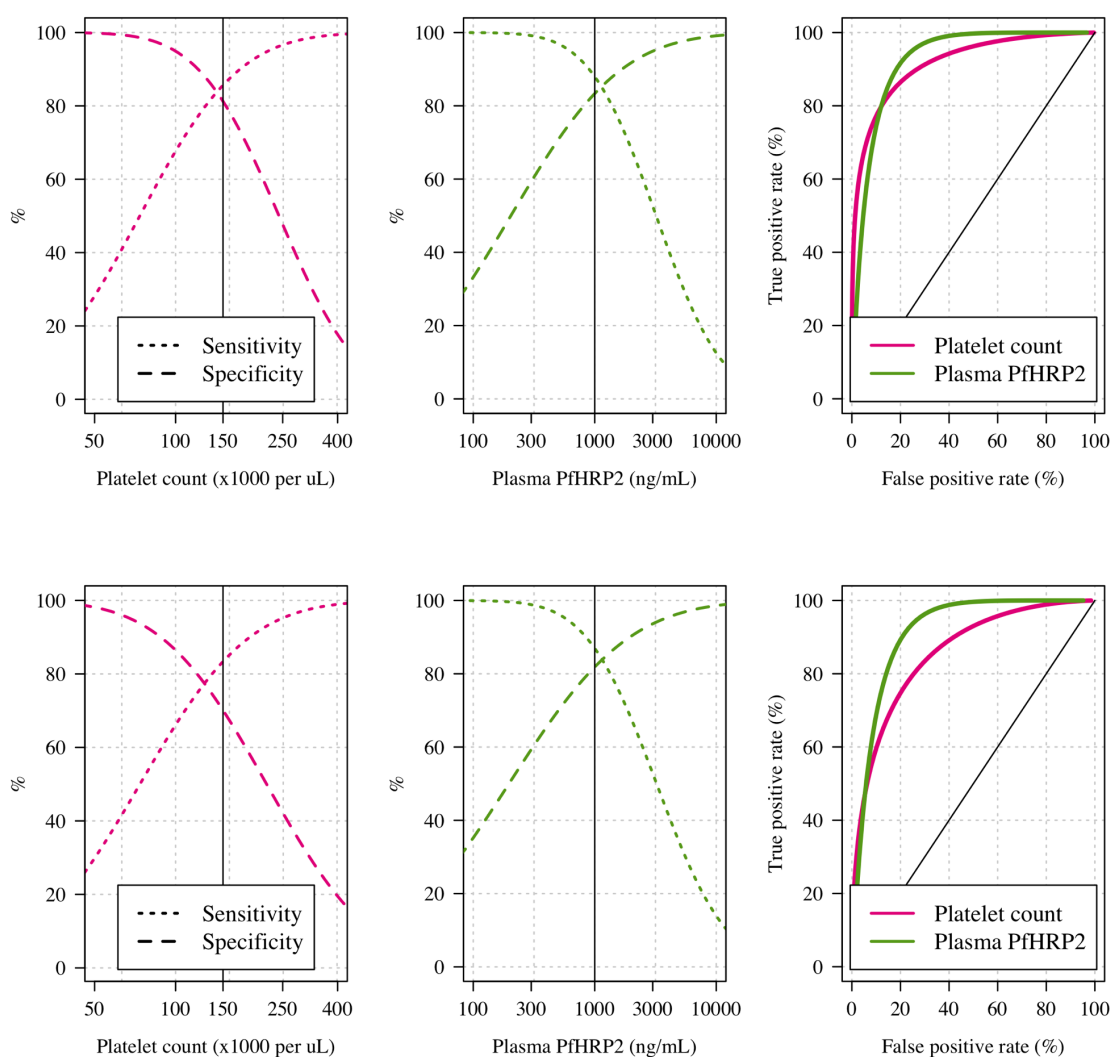 100
80
60
40
20
0
%
Sensitivity
Specificity
50 100 150 250 400
Platelet count (x1000 per uL)
100
80
60
40
20
0
%
100 300 1000 3000 10000
Plasma PfHRP2 (ng/mL)
100
80
60
40
20
0
True positive rate (%)
Platelet count
Plasma PfHRP2
0 20 40 60 80 100
False positive rate (%)
100
80
60
40
20
0
%
Sensitivity
Specificity
50 100 150 250 400
Platelet count (x1000 per uL)
100
80
60
40
20
0
%
100 300 1000 3000 10000
Plasma PfHRP2 (ng/mL)
100
80
60
40
20
0
True positive rate (%)
Platelet count
Plasma PfHRP2
0 20 40 60 80 100
False positive rate (%)